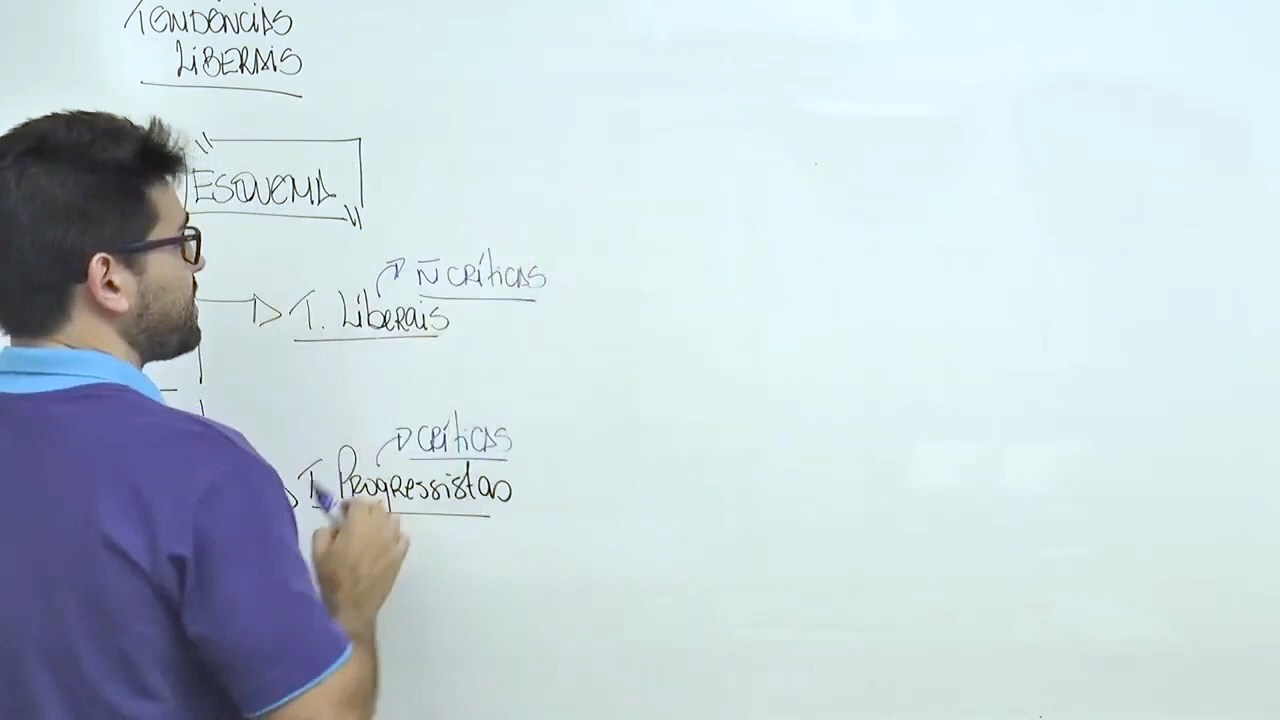 TENDÊNCIAS
LIBERAIS
ESQUEMA
Ñ CRÍTICAS
T. Liberais
CRÍTICAS
T. Progressistas